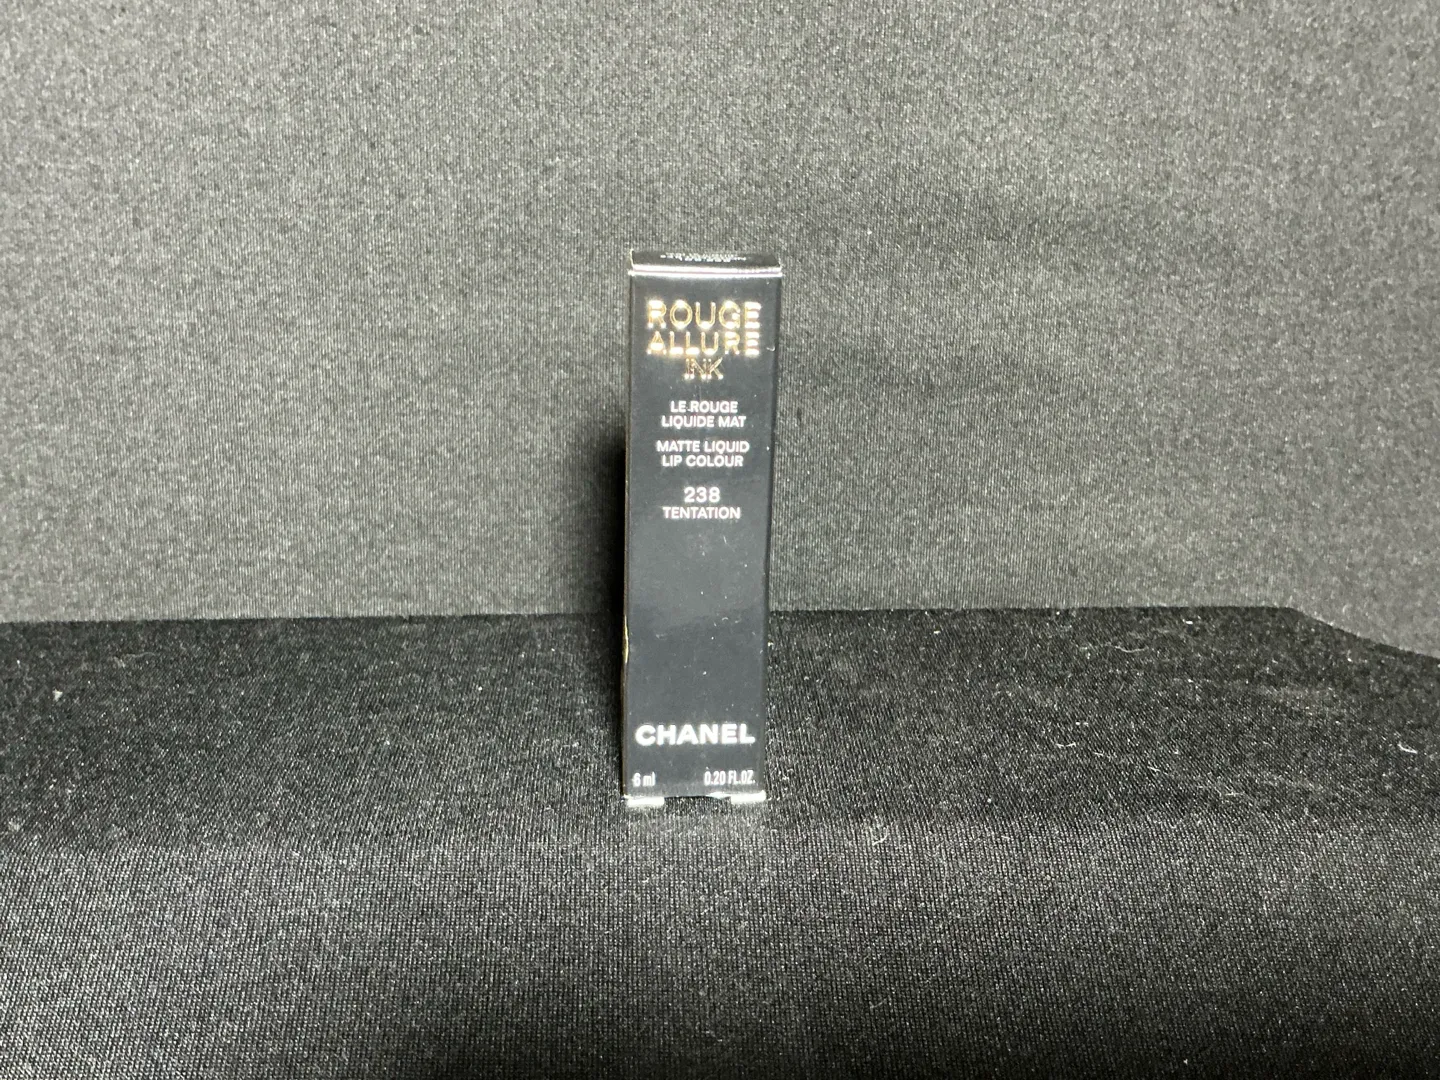 ROUGE
ALLURE
INK
LE ROUGE
LIQUIDE MAT
MATTE LIQUID
LIP COLOUR
238
TENTATION
CHANEL
6 ml 0.20 FL.OZ.